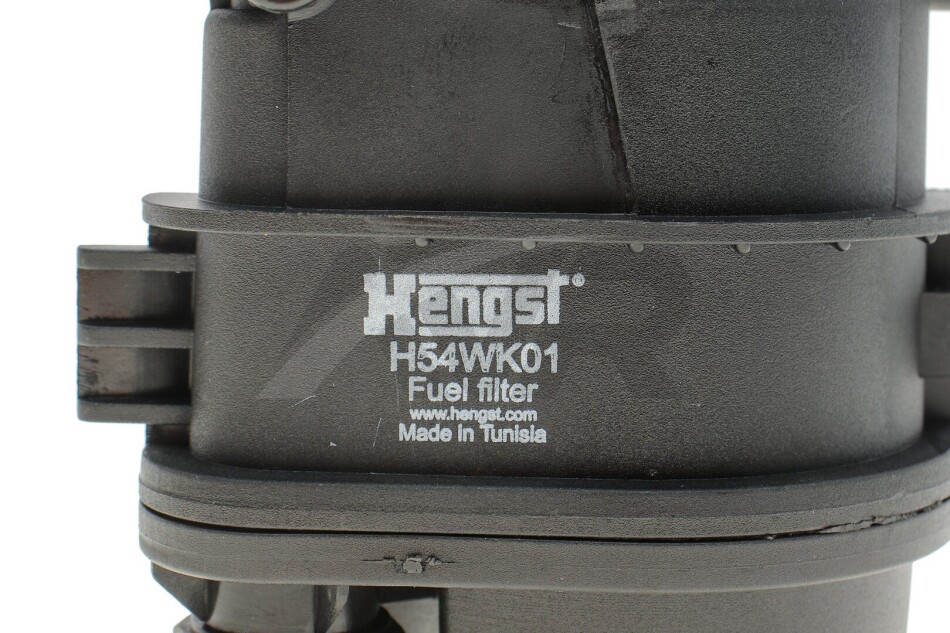 Hengst®
H54WK01
Fuel filter
www.hengst.com
Made in Tunisia